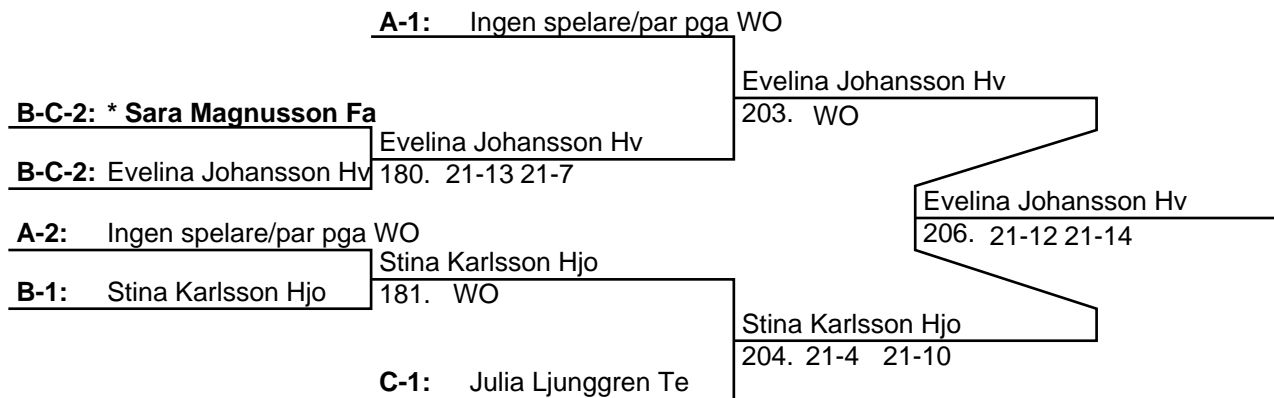 A-1: Ingen spelare/par pga WO
Evelina Johansson Hv
B-C-2: * Sara Magnusson Fa
203. WO
Evelina Johansson Hv
B-C-2: Evelina Johansson Hv
180. 21-13 21-7
Evelina Johansson Hv
A-2: Ingen spelare/par pga WO
206. 21-12 21-14
Stina Karlsson Hjo
B-1: Stina Karlsson Hjo
181. WO
Stina Karlsson Hjo
204. 21-4 21-10
C-1: Julia Ljunggren Te